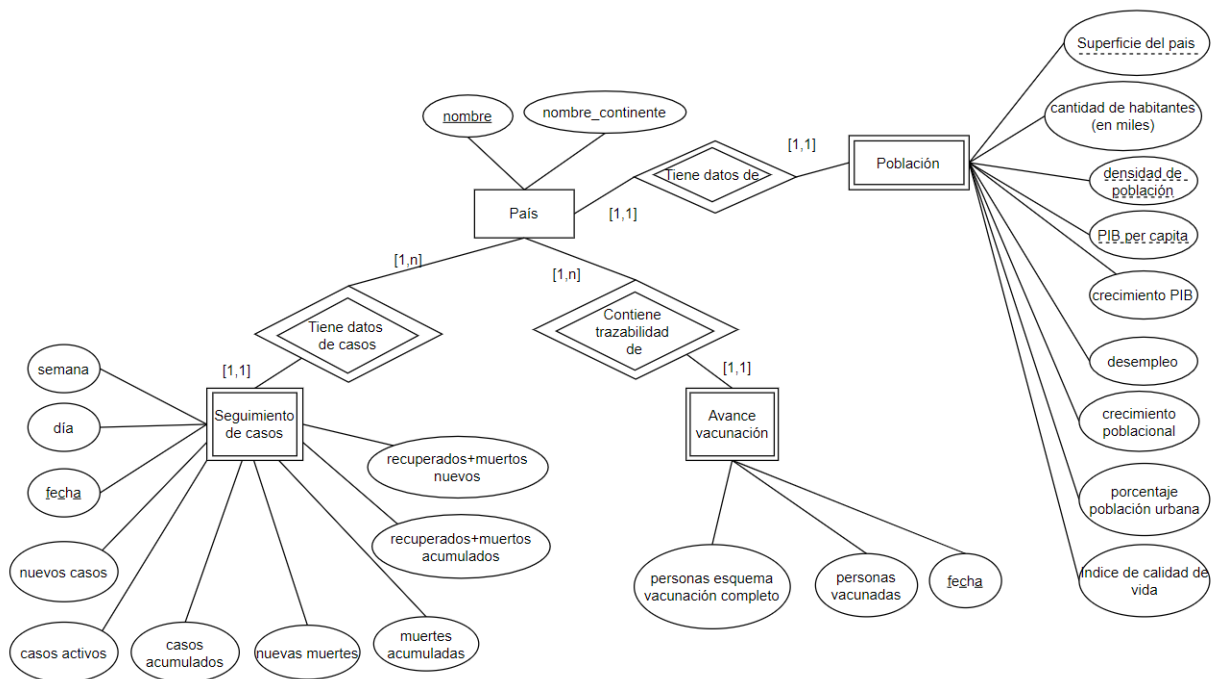 Superficie del pais
nombre
nombre_continente
cantidad de habitantes
(en miles)
[1,1]
Tiene datos de
Población
densidad de
población
País
[1,1]
PIB per capita
[1,n]
[1,n]
crecimiento PIB
Tiene datos
de casos
Contiene
trazabilidad
de
semana
[1,1]
[1,1]
desempleo
día
Seguimiento
de casos
Avance
vacunación
crecimiento
poblacional
recuperados+muertos
nuevos
fecha
porcentaje
población urbana
recuperados+muertos
acumulados
nuevos casos
personas esquema
vacunación completo
personas
vacunadas
fecha
índice de calidad de
vida
casos activos
casos
acumulados
nuevas muertes
muertes
acumuladas